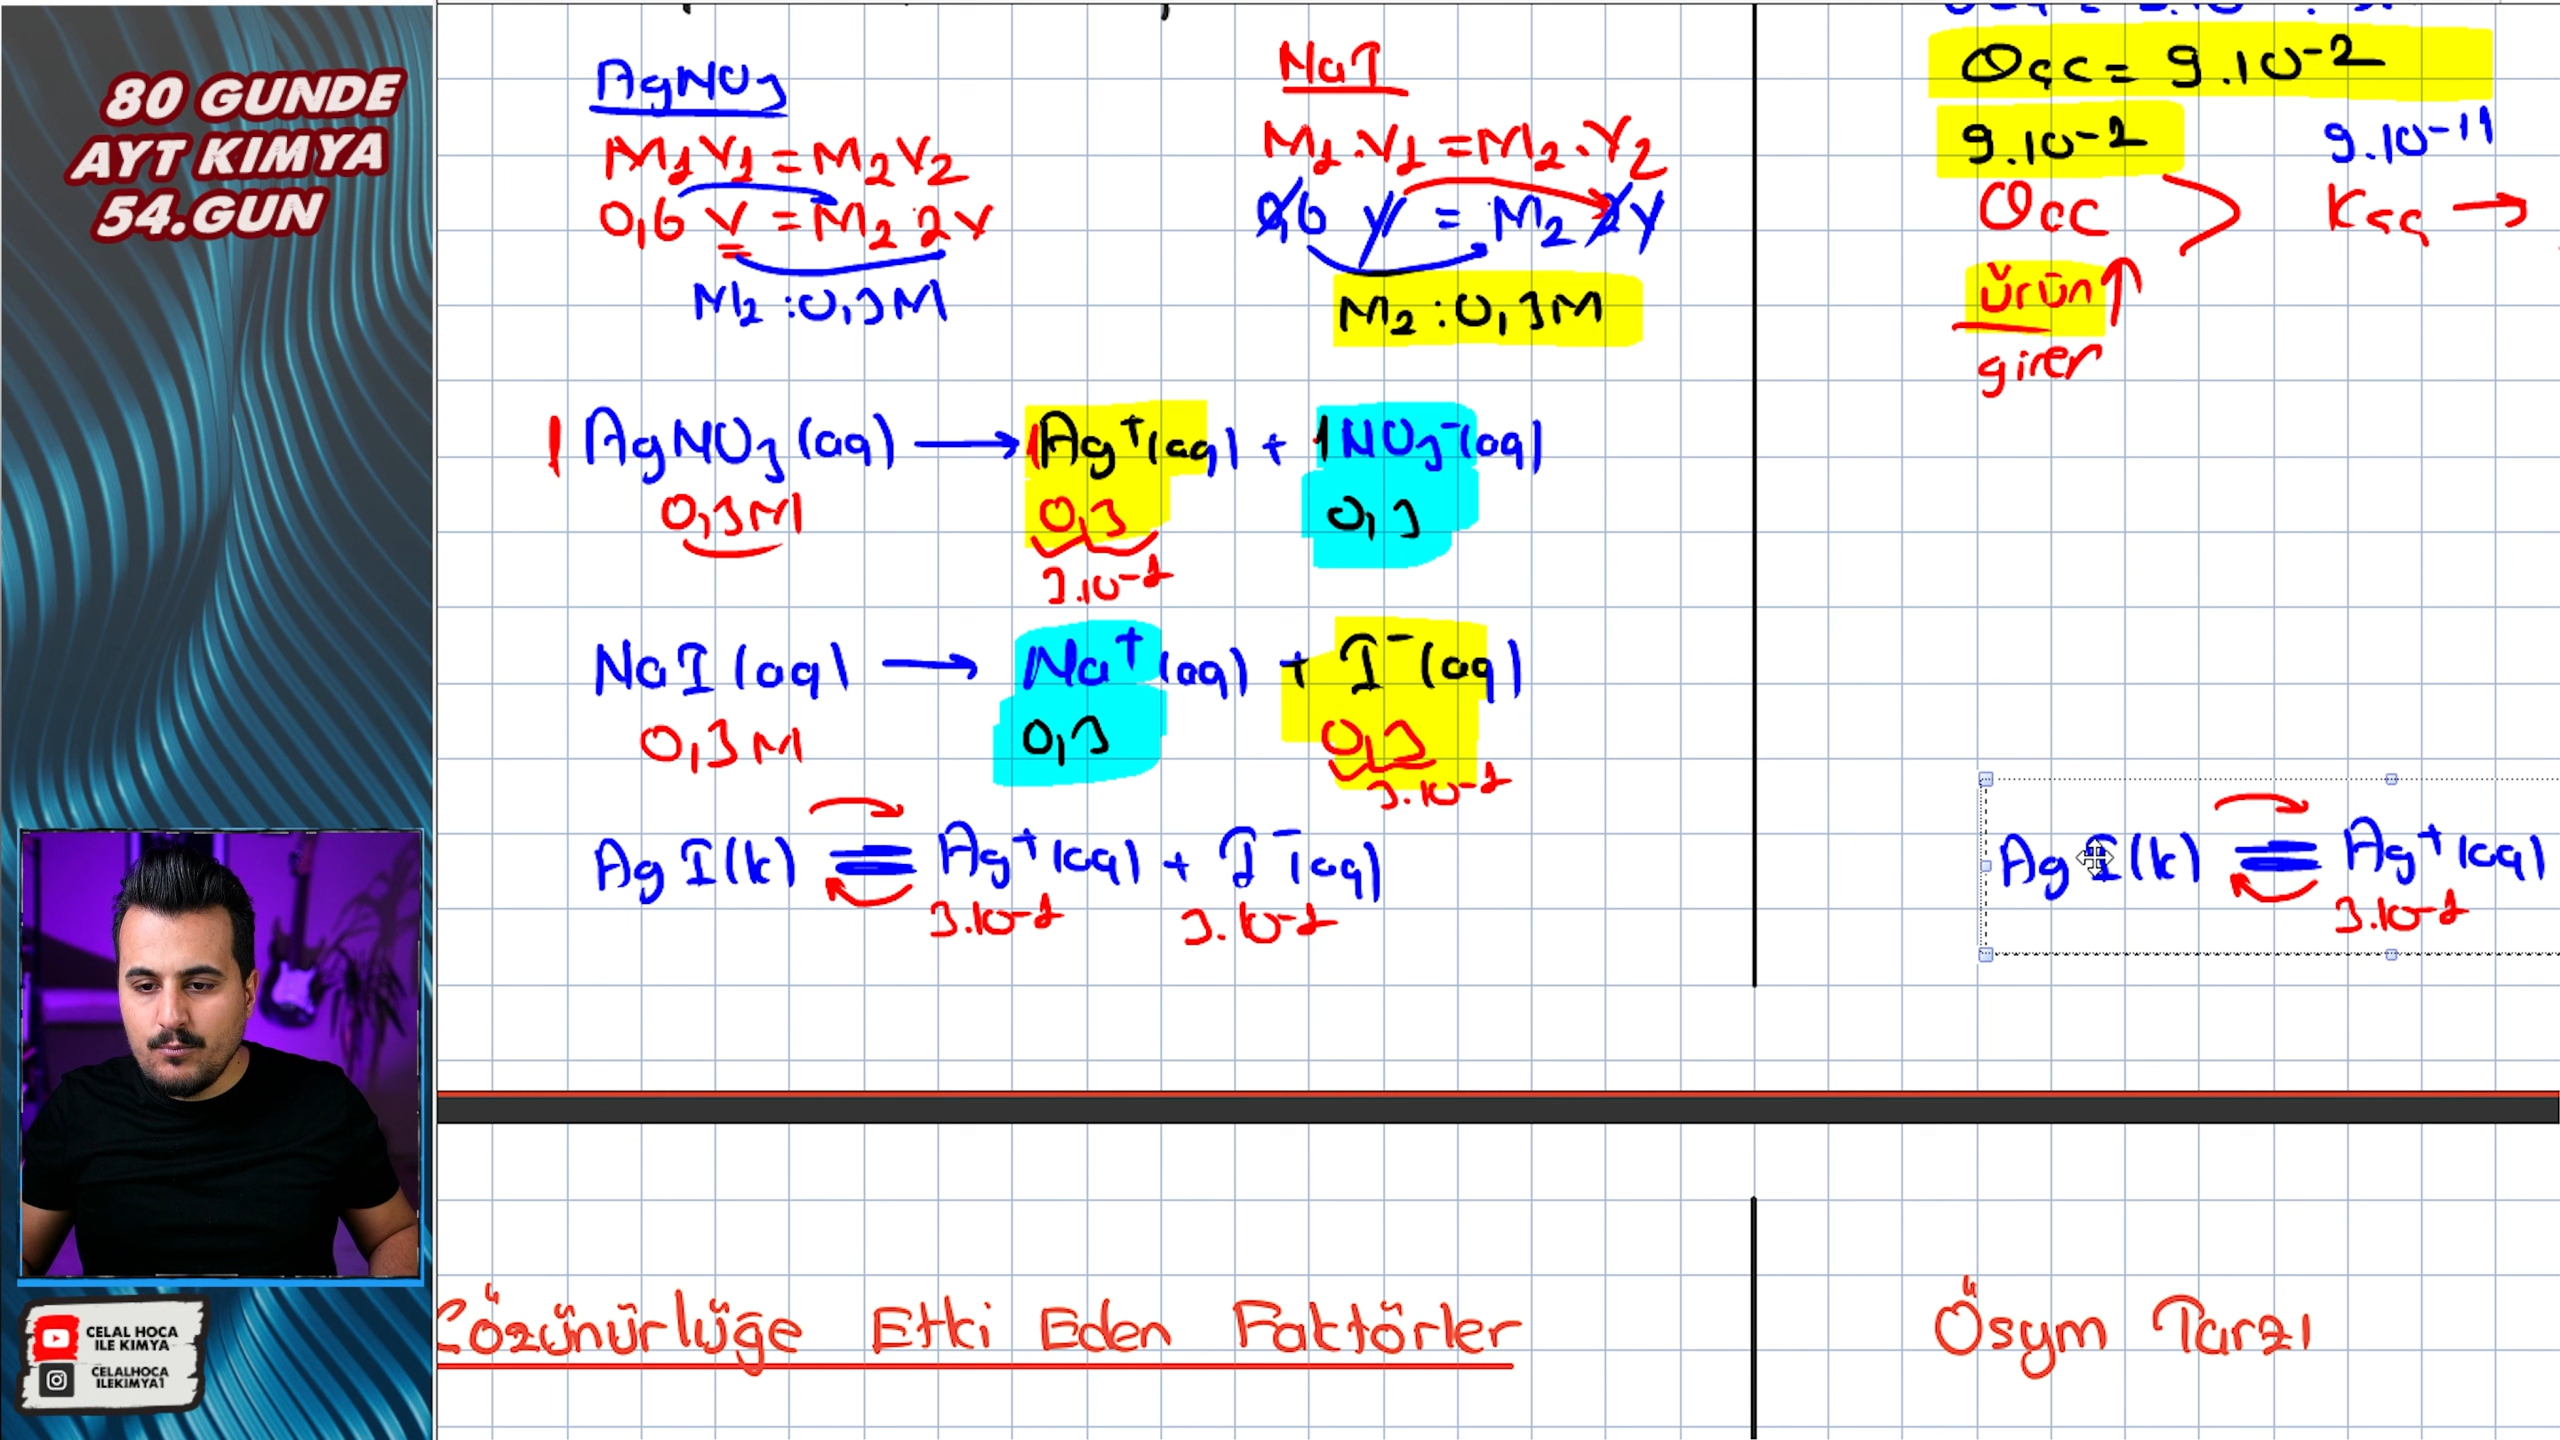 80 GUNDE
AYT KIMYA
54.GUN
AgNO3
M1V1 = M2V2
0,6 V = M2 2V
M2 : 0,3M
NaI
M1.V1 = M2.V2
0,6 V = M2 2V
M2 : 0,3M
1 AgNO3(aq) → 1Ag+(aq) + 1NO3-(aq)
0,3M 0,3 0,3
3.10-1
NaI(aq) → Na+(aq) + I-(aq)
0,3M 0,3 0,3
3.10-1
AgI(k) ⇌ Ag+(aq) + I-(aq)
3.10-1 3.10-1
Qçç = 9.10-2
9.10-2 9.10-11
Qçç > Kçç →
ürün ↑
girer
AgI(k) ⇌ Ag+(aq)
3.10-1
Çözünürlüğe Etki Eden Faktörler
Ösym Tarzı
CELAL HOCA
ILE KIMYA
CELALHOCA
ILEKIMYA1